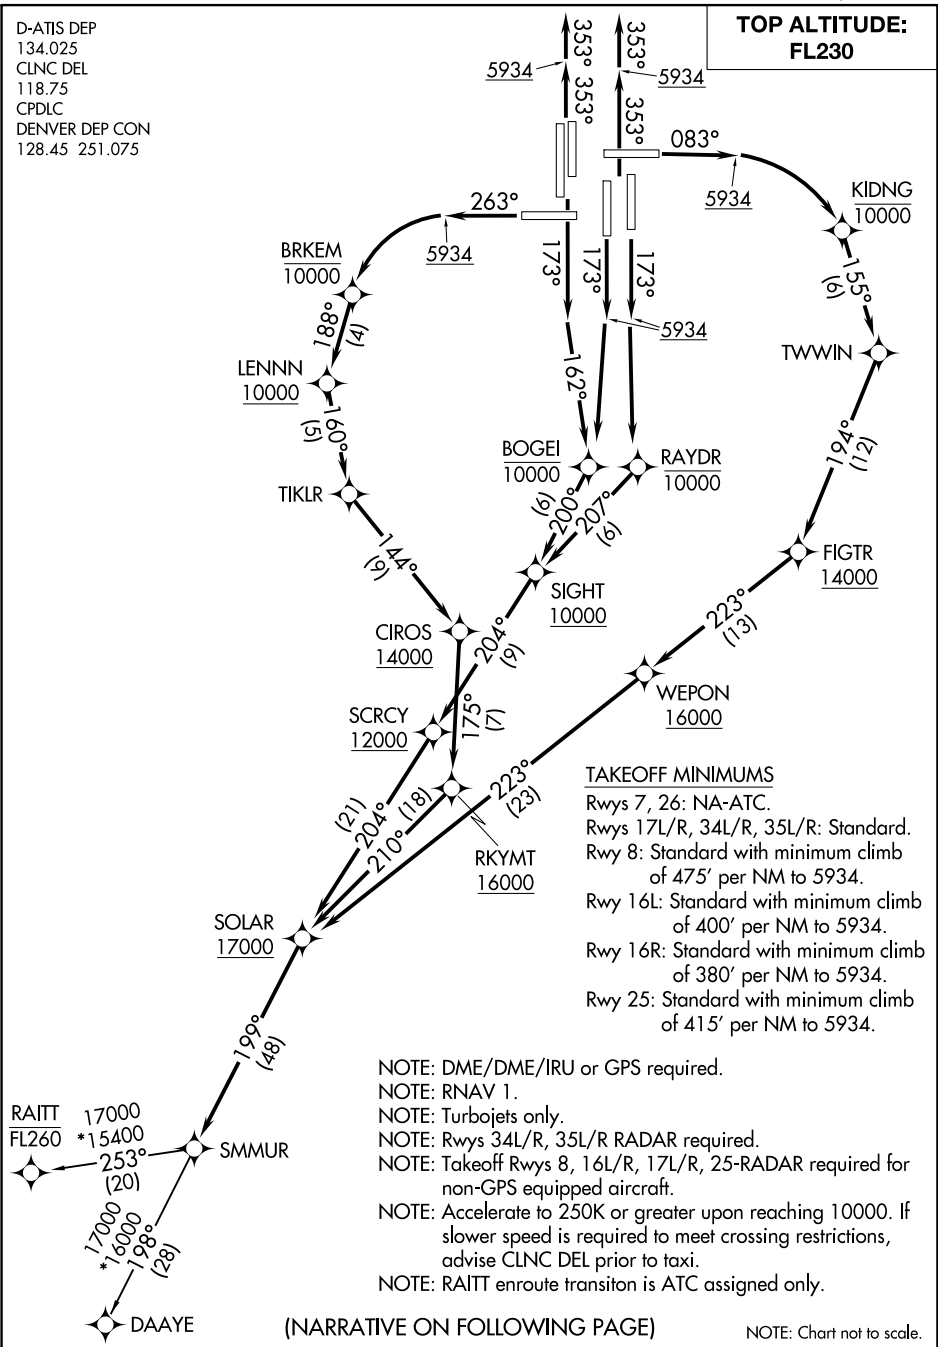 D-ATIS DEP
134.025
CLNC DEL
118.75
CPDLC
DENVER DEP CON
128.45 251.075
TOP ALTITUDE:
FL230
353°
353°
5934
5934
353°
353°
083°
5934
KIDNG
10000
263°
5934
BRKEM
10000
173°
173°
173°
5934
155°
(6)
188°
(4)
TWWIN
LENNN
10000
162°
160°
(5)
194°
(12)
BOGEI
10000
RAYDR
10000
TIKLR
200°
(6)
207°
(6)
144°
(9)
FIGTR
14000
SIGHT
10000
223°
(13)
CIROS
14000
204°
(9)
WEPON
16000
SCRCY
12000
175°
(7)
223°
(23)
(21)
204°
(18)
210°
RKYMT
16000
TAKEOFF MINIMUMS
Rwys 7, 26: NA-ATC.
Rwys 17L/R, 34L/R, 35L/R: Standard.
Rwy 8: Standard with minimum climb
of 475' per NM to 5934.
Rwy 16L: Standard with minimum climb
of 400' per NM to 5934.
Rwy 16R: Standard with minimum climb
of 380' per NM to 5934.
Rwy 25: Standard with minimum climb
of 415' per NM to 5934.
SOLAR
17000
199°
(48)
NOTE: DME/DME/IRU or GPS required.
NOTE: RNAV 1.
NOTE: Turbojets only.
NOTE: Rwys 34L/R, 35L/R RADAR required.
NOTE: Takeoff Rwys 8, 16L/R, 17L/R, 25-RADAR required for
non-GPS equipped aircraft.
NOTE: Accelerate to 250K or greater upon reaching 10000. If
slower speed is required to meet crossing restrictions,
advise CLNC DEL prior to taxi.
NOTE: RAITT enroute transiton is ATC assigned only.
RAITT
FL260
17000
*15400
253°
(20)
SMMUR
17000
*16000
198°
(28)
DAAYE
(NARRATIVE ON FOLLOWING PAGE)
NOTE: Chart not to scale.